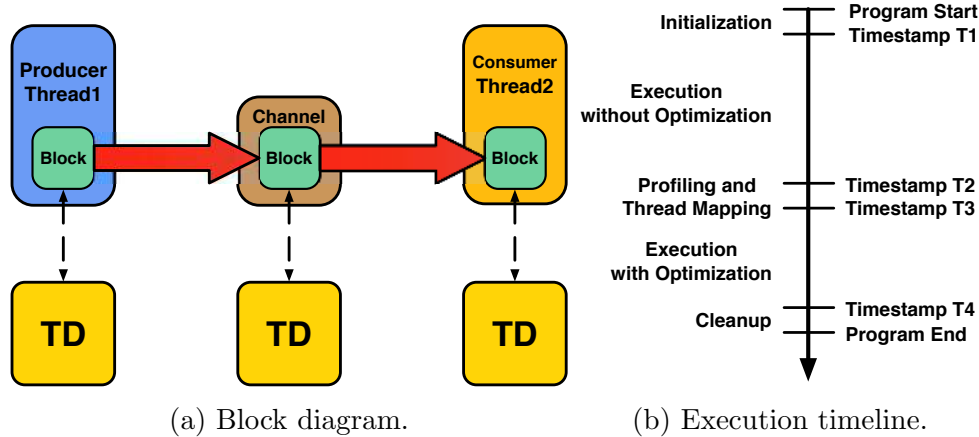 Producer
Thread1
Block
Channel
Block
Consumer
Thread2
Block
TD
TD
TD
(a) Block diagram.
Initialization
Program Start
Timestamp T1
Execution
without Optimization
Profiling and
Thread Mapping
Timestamp T2
Timestamp T3
Execution
with Optimization
Cleanup
Timestamp T4
Program End
(b) Execution timeline.